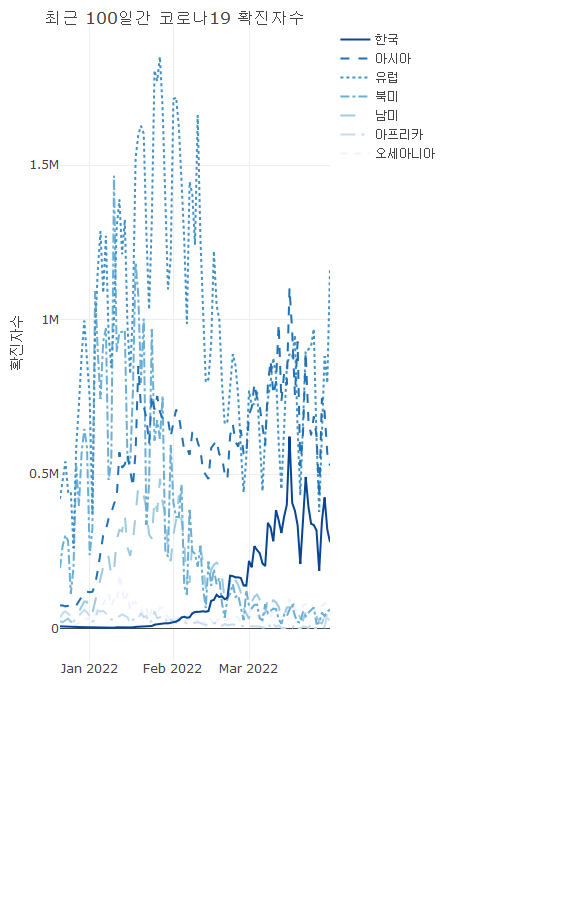 최근 100일간 코로나19 확진자수
한국
아시아
유럽
북미
남미
아프리카
오세아니아
1.5M
1M
0.5M
0
확진자수
Jan 2022
Feb 2022
Mar 2022